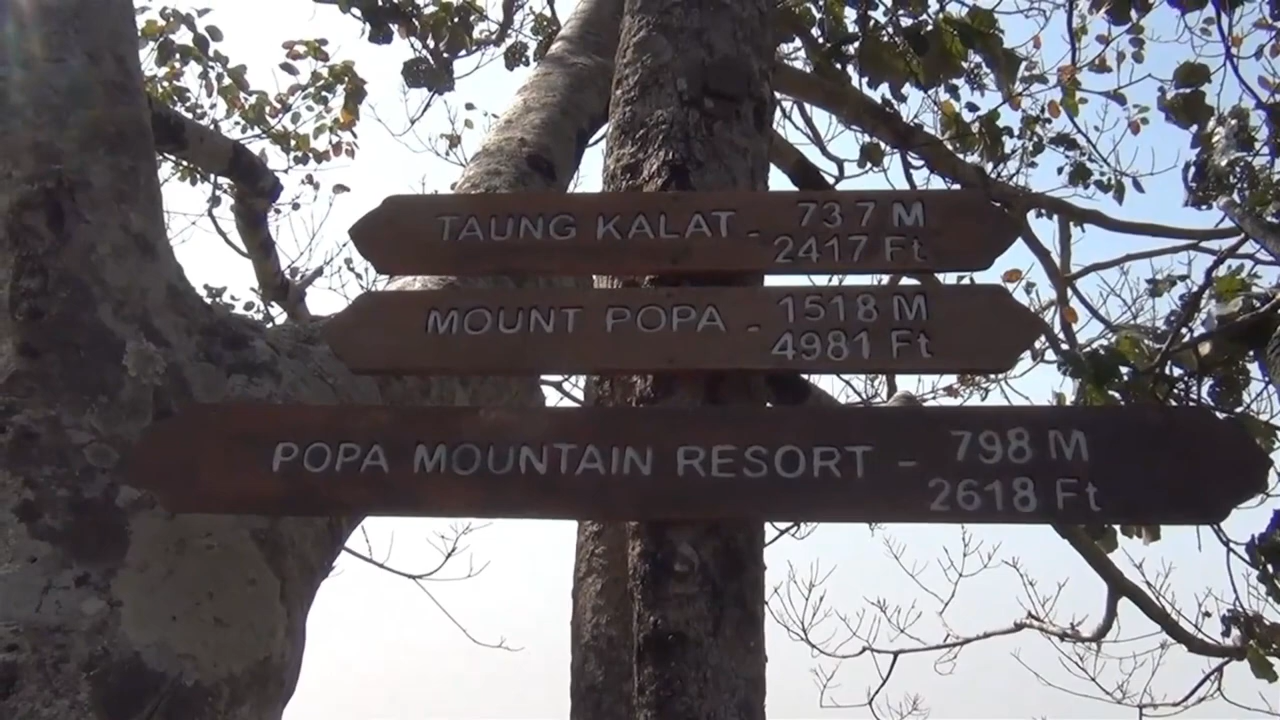 TAUNG KALAT - 737 M
2417 Ft
MOUNT POPA - 1518 M
4981 Ft
POPA MOUNTAIN RESORT - 798 M
2618 Ft